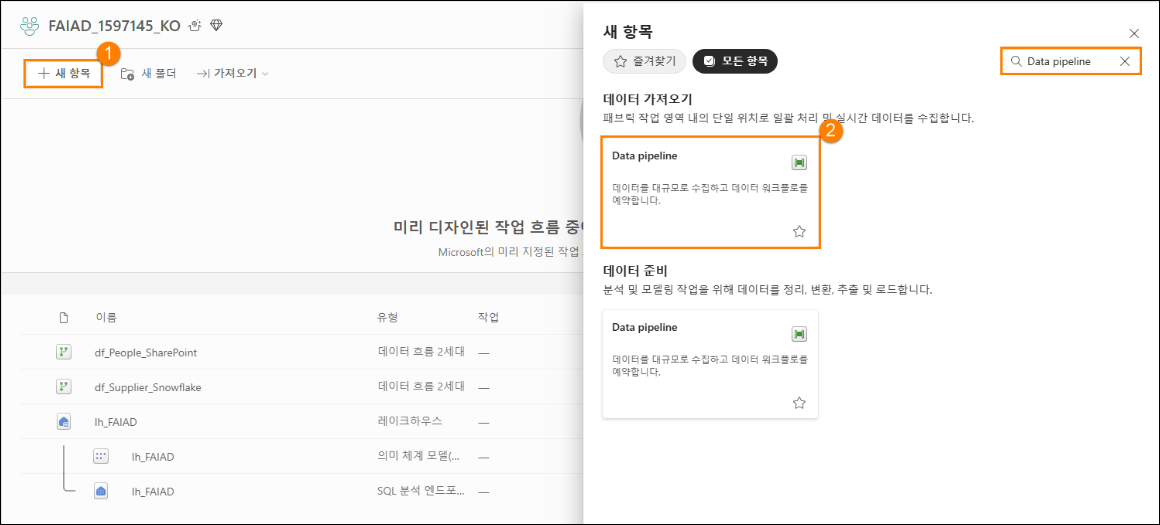 FAIAD_1597145_KO
1
새 항목
새 폴더
가져오기
미리 디자인된 작업 흐름 중
Microsoft의 미리 지정된 작업
이름
유형
작업
df_People_SharePoint
데이터 흐름 2세대
—
df_Supplier_Snowflake
데이터 흐름 2세대
—
lh_FAIAD
레이크하우스
—
lh_FAIAD
의미 체계 모델(...
—
lh_FAIAD
SQL 분석 엔드포...
—
새 항목
즐겨찾기
모든 항목
Data pipeline
데이터 가져오기
패브릭 작업 영역 내의 단일 위치로 일괄 처리 및 실시간 데이터를 수집합니다.
2
Data pipeline
데이터를 대규모로 수집하고 데이터 워크플로를
예약합니다.
데이터 준비
분석 및 모델링 작업을 위해 데이터를 정리, 변환, 추출 및 로드합니다.
Data pipeline
데이터를 대규모로 수집하고 데이터 워크플로를
예약합니다.